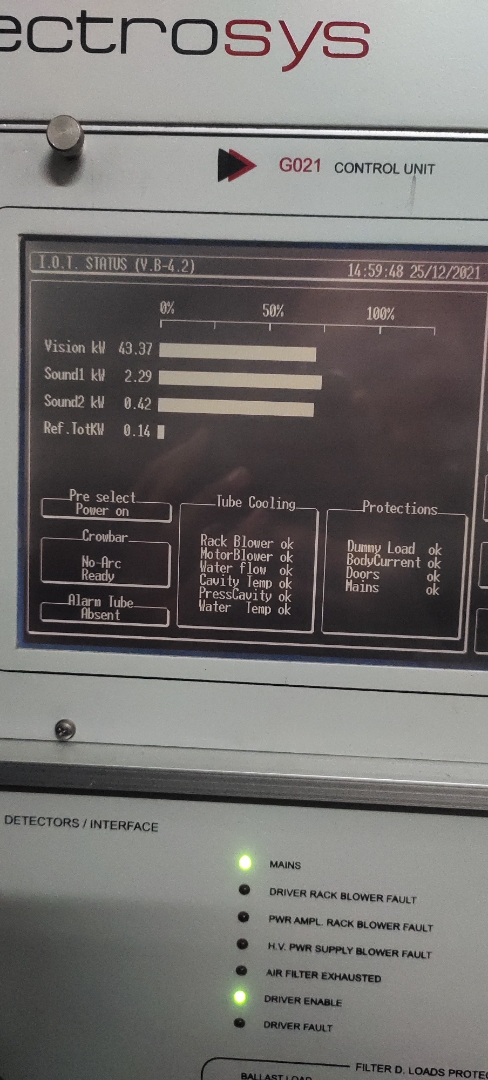 ectrosys
G021 CONTROL UNIT
I.O.T. STATUS (V.B-4.2) 14:59:48 25/12/2021
0% 50% 100%
Vision kW 43.37
Sound1 kW 2.29
Sound2 kW 0.42
Ref.TotKW 0.14
Pre select
Power on
Crowbar
No-Arc
Ready
Alarm Tube
Absent
Tube Cooling
Rack Blower ok
MotorBlower ok
Water flow ok
Cavity Temp ok
PressCavity ok
Water Temp ok
Protections
Dummy Load ok
BodyCurrent ok
Doors ok
Mains ok
DETECTORS / INTERFACE
MAINS
DRIVER RACK BLOWER FAULT
PWR AMPL. RACK BLOWER FAULT
H.V. PWR SUPPLY BLOWER FAULT
AIR FILTER EXHAUSTED
DRIVER ENABLE
DRIVER FAULT
FILTER D. LOADS PROTEC
BALLAST LOAD